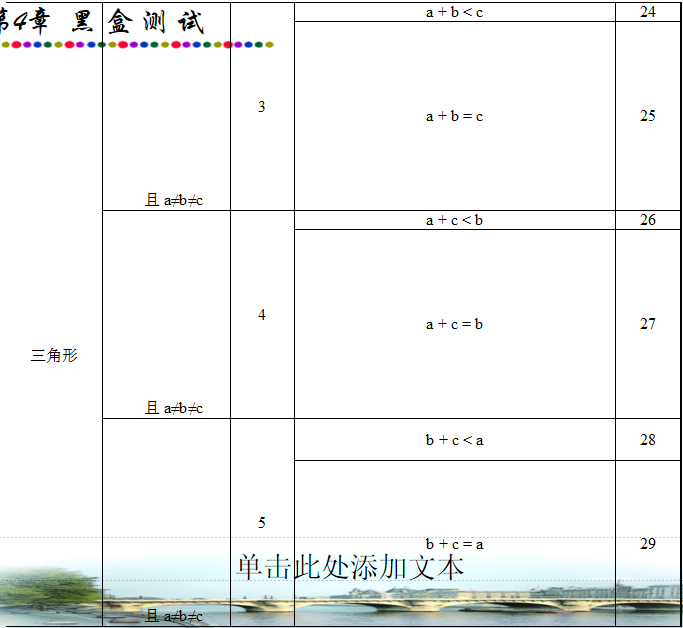 第4章 黑盒测试
a + b < c 24
3
a + b = c 25
且 a≠b≠c
a + c < b 26
4
a + c = b 27
三角形
且 a≠b≠c
b + c < a 28
5
b + c = a 29
单击此处添加文本
且 a≠b≠c